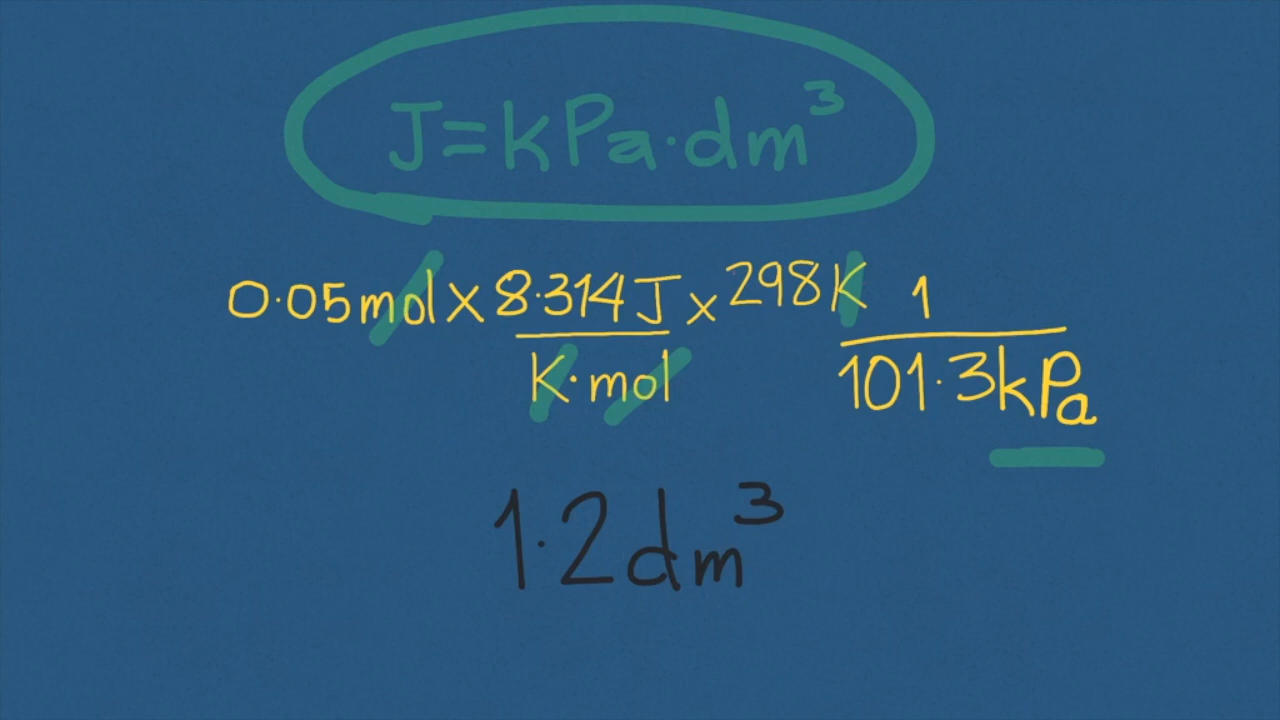 J=kPa·dm³
0·05mol × 8·314J × 298K 1
K·mol 101·3kPa
1·2dm³